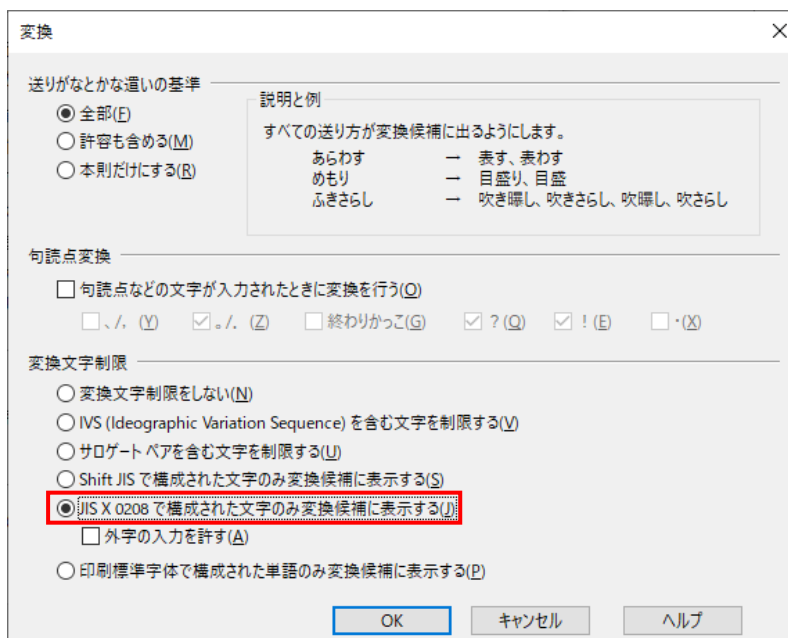 変換
送りがなとかな遣いの基準
全部(F)
許容も含める(M)
本則だけにする(R)
説明と例
すべての送り方が変換候補に出るようにします。
あらわす → 表す、表わす
めもり → 目盛り、目盛
ふきさらし → 吹き曝し、吹きさらし、吹曝し、吹さらし
句読点変換
句読点などの文字が入力されたときに変換を行う(O)
、/， (Y) 。/． (Z) 終わりかっこ(G) ？(Q) ！(E) ・(X)
変換文字制限
変換文字制限をしない(N)
IVS (Ideographic Variation Sequence) を含む文字を制限する(V)
サロゲート ペアを含む文字を制限する(U)
Shift JIS で構成された文字のみ変換候補に表示する(S)
JIS X 0208 で構成された文字のみ変換候補に表示する(J)
外字の入力を許す(A)
印刷標準字体で構成された単語のみ変換候補に表示する(P)
OK キャンセル ヘルプ